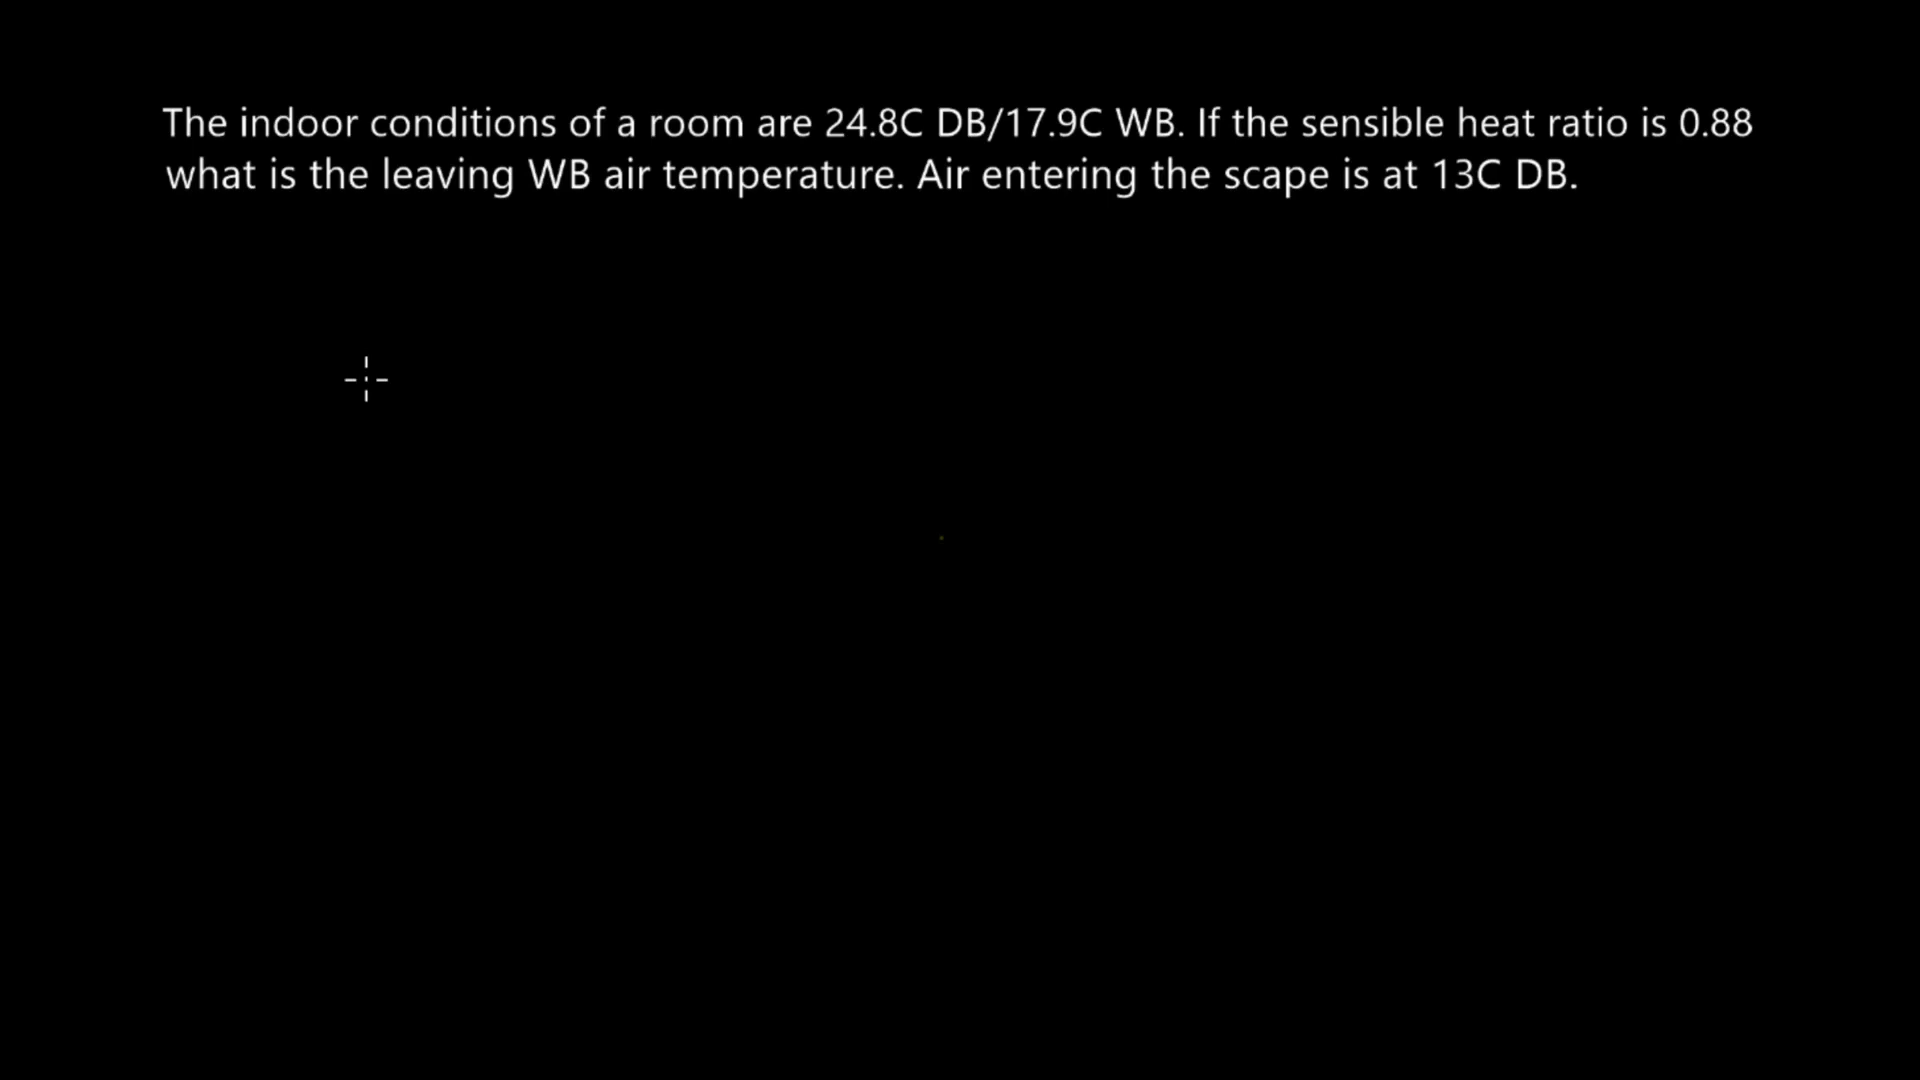 The indoor conditions of a room are 24.8C DB/17.9C WB. If the sensible heat ratio is 0.88
what is the leaving WB air temperature. Air entering the scape is at 13C DB.